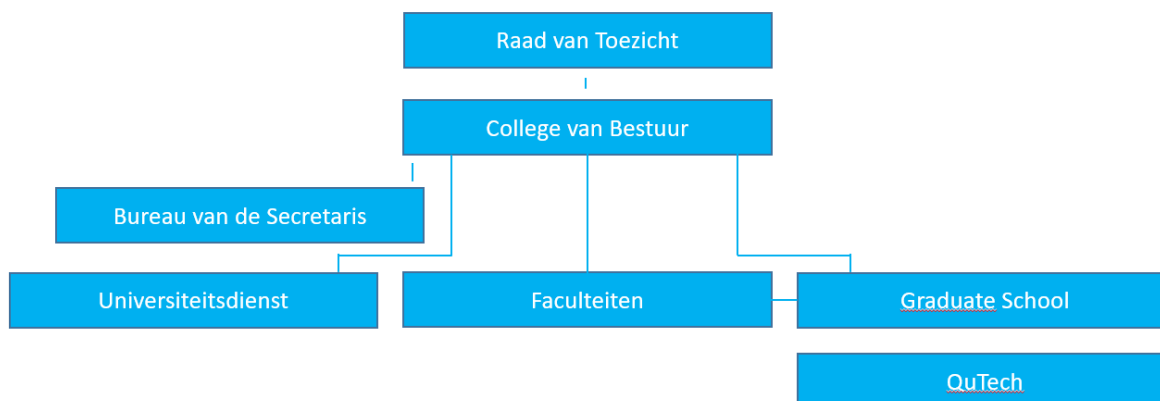 Raad van Toezicht
College van Bestuur
Bureau van de Secretaris
Universiteitsdienst
Faculteiten
Graduate School
QuTech